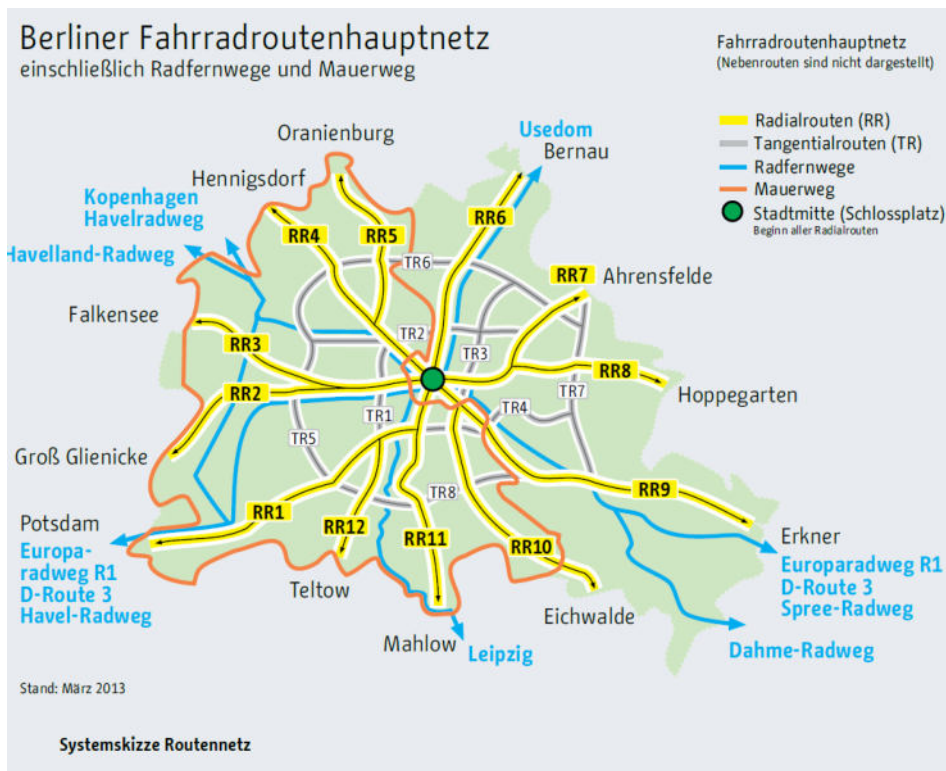 Berliner Fahrradroutenhauptnetz
einschließlich Radfernwege und Mauerweg
Fahrradroutenhauptnetz
(Nebenrouten sind nicht dargestellt)
Radialrouten (RR)
Tangentialrouten (TR)
Radfernwege
Mauerweg
Stadtmitte (Schlossplatz)
Beginn aller Radialrouten
Oranienburg
Usedom
Bernau
Hennigsdorf
Kopenhagen
Havelradweg
Havelland-Radweg
RR4
RR5
RR6
TR6
RR7
Ahrensfelde
Falkensee
RR3
TR2
TR3
RR8
Hoppegarten
RR2
TR1
TR4
TR7
Groß Glienicke
TR5
TR8
RR9
RR1
RR12
RR11
RR10
Potsdam
Europa-
radweg R1
D-Route 3
Havel-Radweg
Teltow
Mahlow
Leipzig
Eichwalde
Erkner
Europaradweg R1
D-Route 3
Spree-Radweg
Dahme-Radweg
Stand: März 2013
Systemskizze Routennetz